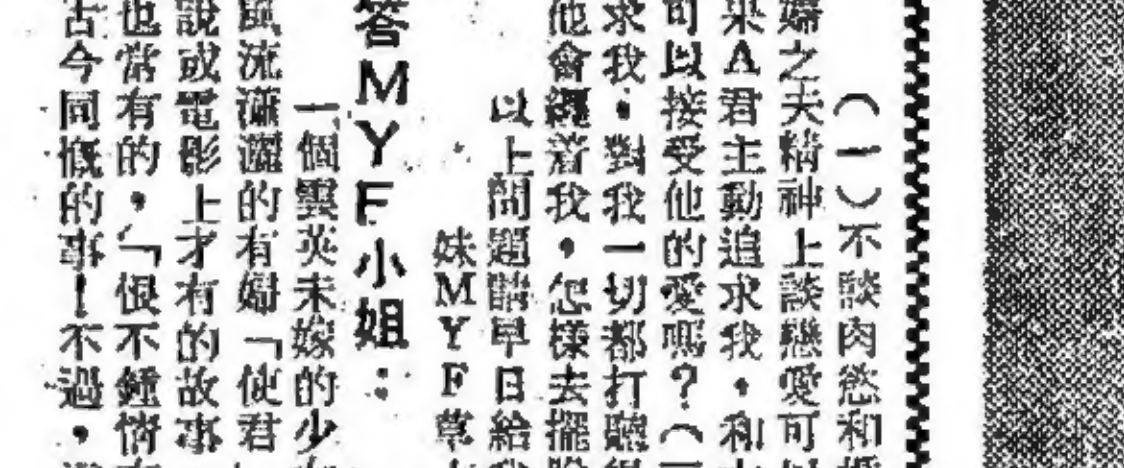 （一）不談肉慾和
婦之夫精神上談戀愛可
果A君主動追求我，和
可以接受他的愛嗎？（
求我，對我一切都打聽
他會纏着我，怎樣去擺
以上問題請早日給
妹MYF草
答MYF小姐：
一個雲英未嫁的少
風流瀟灑的有婦「使君
說或電影上才有的故事
也常有的，「恨不鍾情
古今同慨的事！不過，